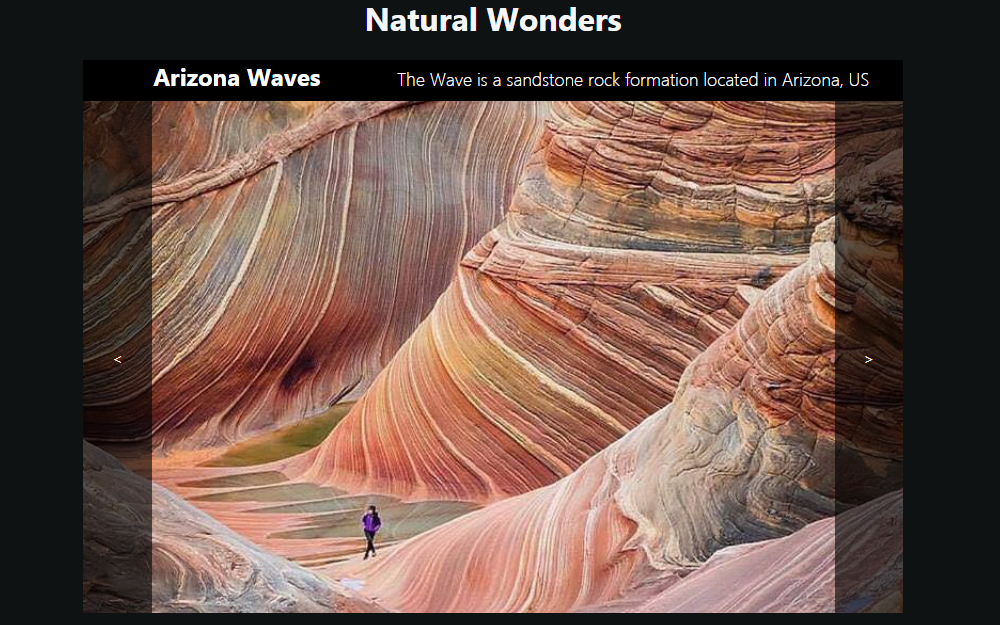 Natural Wonders
Arizona Waves The Wave is a sandstone rock formation located in Arizona, US
< >